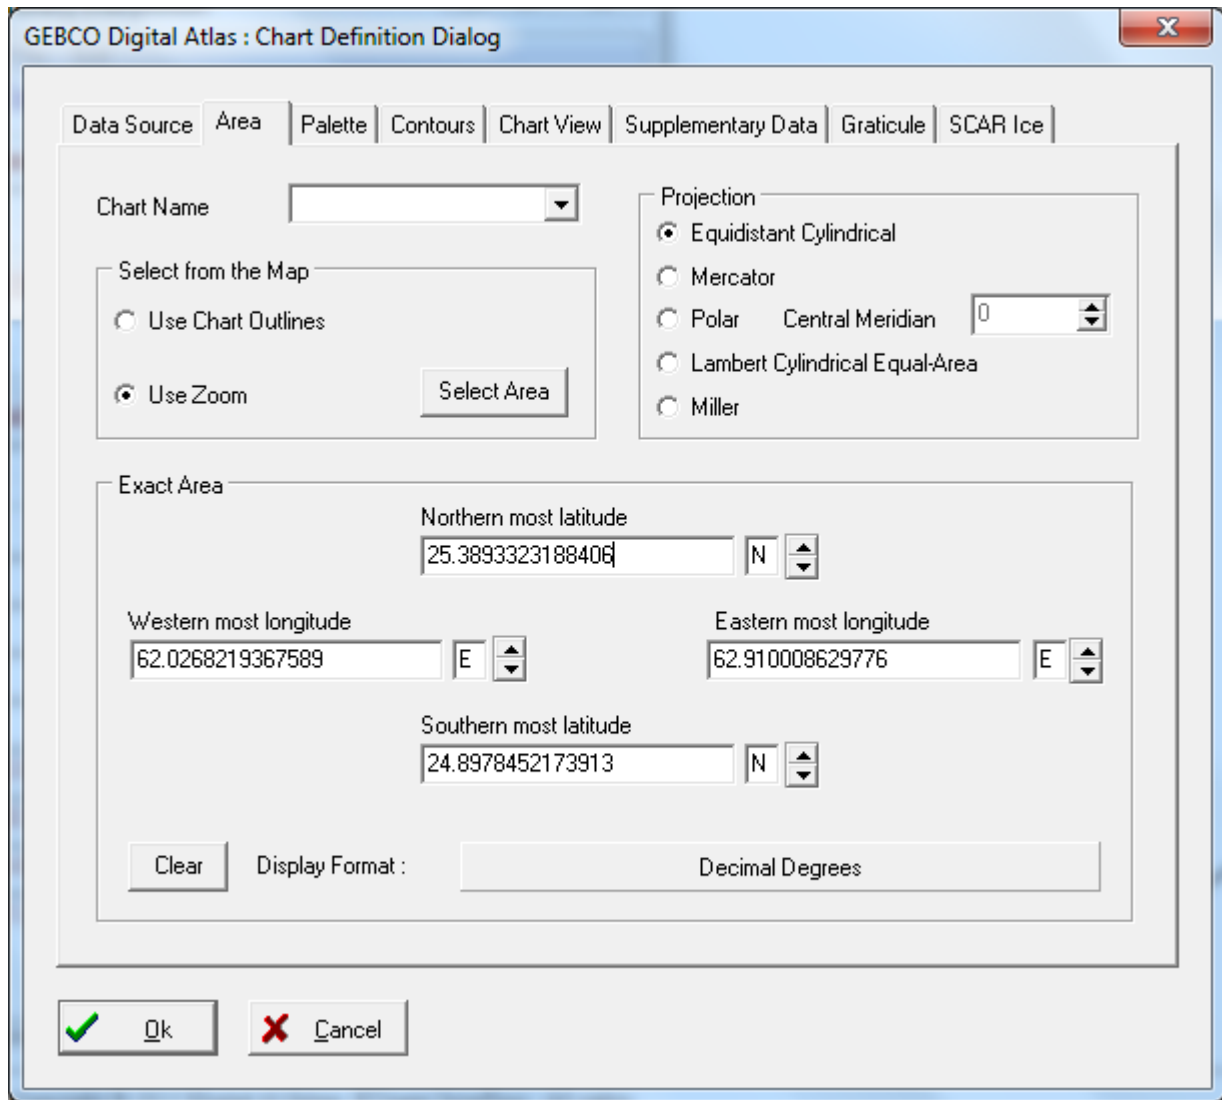 GEBCO Digital Atlas : Chart Definition Dialog
Data Source Area Palette Contours Chart View Supplementary Data Graticule SCAR Ice
Chart Name
Select from the Map
Use Chart Outlines
Use Zoom Select Area
Projection
Equidistant Cylindrical
Mercator
Polar Central Meridian 0
Lambert Cylindrical Equal-Area
Miller
Exact Area
Northern most latitude
25.3893323188406 N
Western most longitude
62.0268219367589 E
Eastern most longitude
62.910008629776 E
Southern most latitude
24.8978452173913 N
Clear Display Format : Decimal Degrees
Ok Cancel